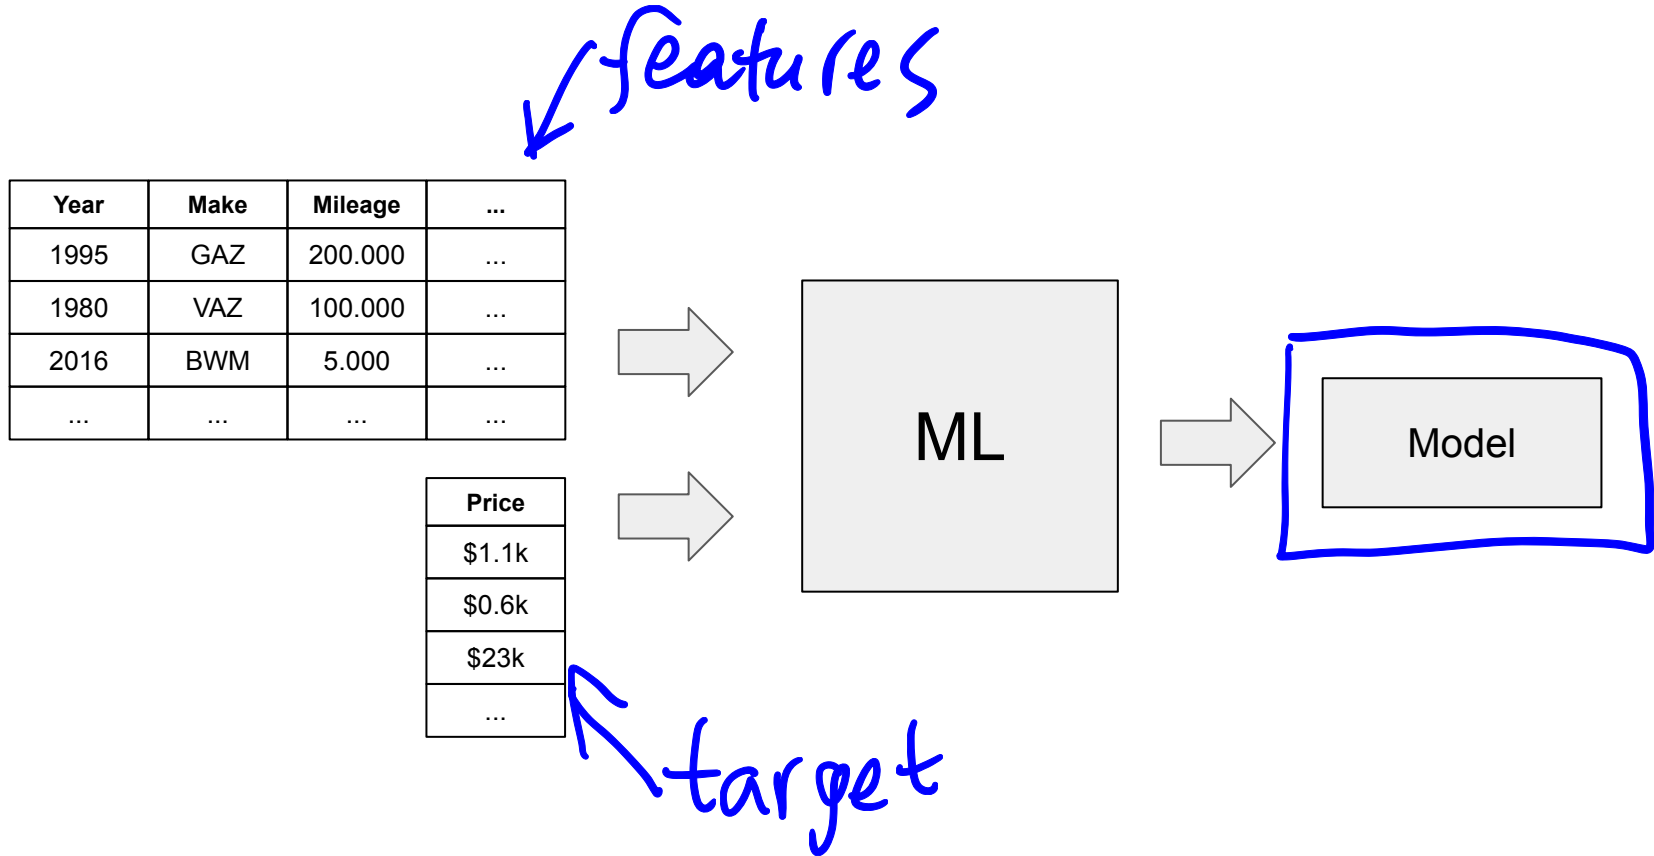 features
Year Make Mileage ...
1995 GAZ 200.000 ...
1980 VAZ 100.000 ...
2016 BWM 5.000 ...
... ... ... ...
ML
Model
Price
$1.1k
$0.6k
$23k
...
target